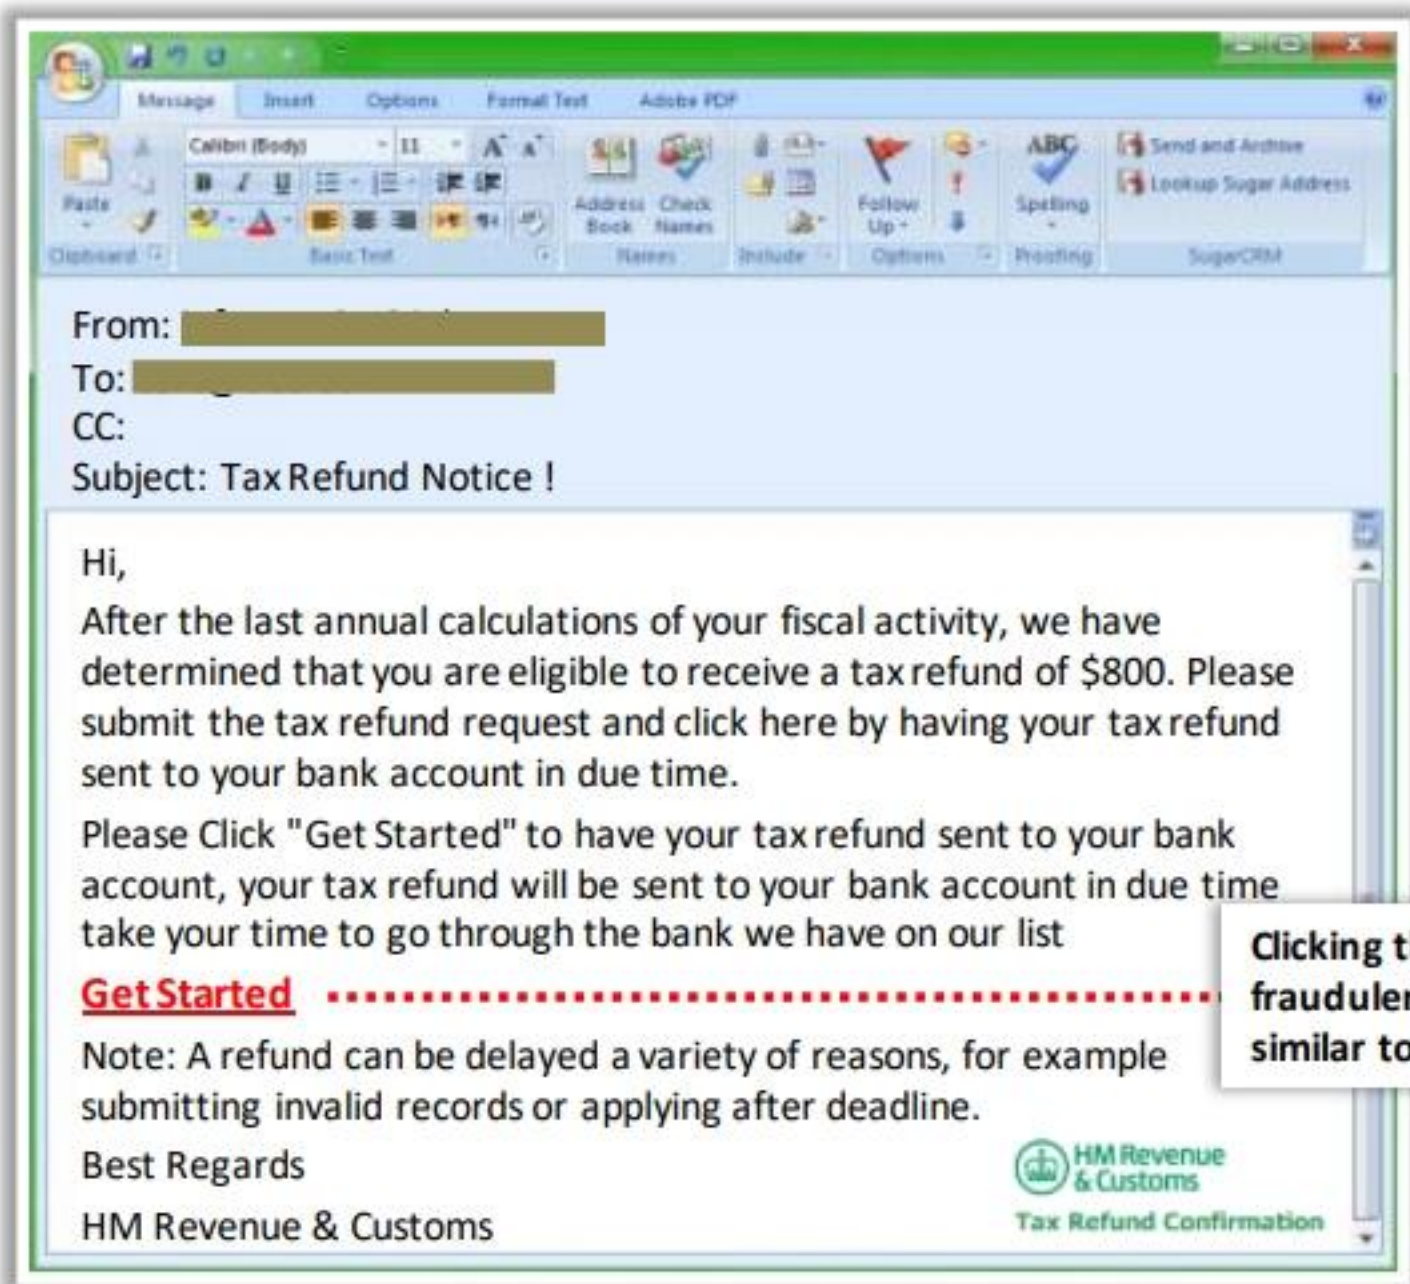 Message Insert Options Format Text Adobe PDF
Calibri (Body) 11
Paste
B I U
Address Book
Check Names
Follow Up
ABC
Spelling
Send and Archive
Lookup Sugar Address
Clipboard Basic Text Names Include Options Proofing SugarCRM
From:
To:
CC:
Subject: Tax Refund Notice !
Hi,
After the last annual calculations of your fiscal activity, we have
determined that you are eligible to receive a tax refund of $800. Please
submit the tax refund request and click here by having your tax refund
sent to your bank account in due time.
Please Click "Get Started" to have your tax refund sent to your bank
account, your tax refund will be sent to your bank account in due time
take your time to go through the bank we have on our list
Get Started
Clicking
similar to
Note: A refund can be delayed a variety of reasons, for example
submitting invalid records or applying after deadline.
Best Regards
HM Revenue & Customs
HM Revenue
& Customs
Tax Refund Confirmation